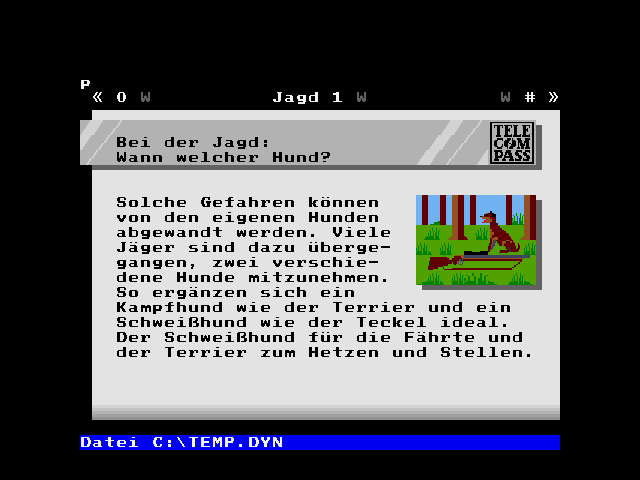 P
« O W Jagd 1 W W # »
Bei der Jagd:
Wann welcher Hund?
TELE
COM
PASS
Solche Gefahren können
von den eigenen Hunden
abgewandt werden. Viele
Jäger sind dazu überge-
gangen, zwei verschie-
dene Hunde mitzunehmen.
So ergänzen sich ein
Kampfhund wie der Terrier und ein
Schweißhund wie der Teckel ideal.
Der Schweißhund für die Fährte und
der Terrier zum Hetzen und Stellen.
Datei C:\TEMP.DYN